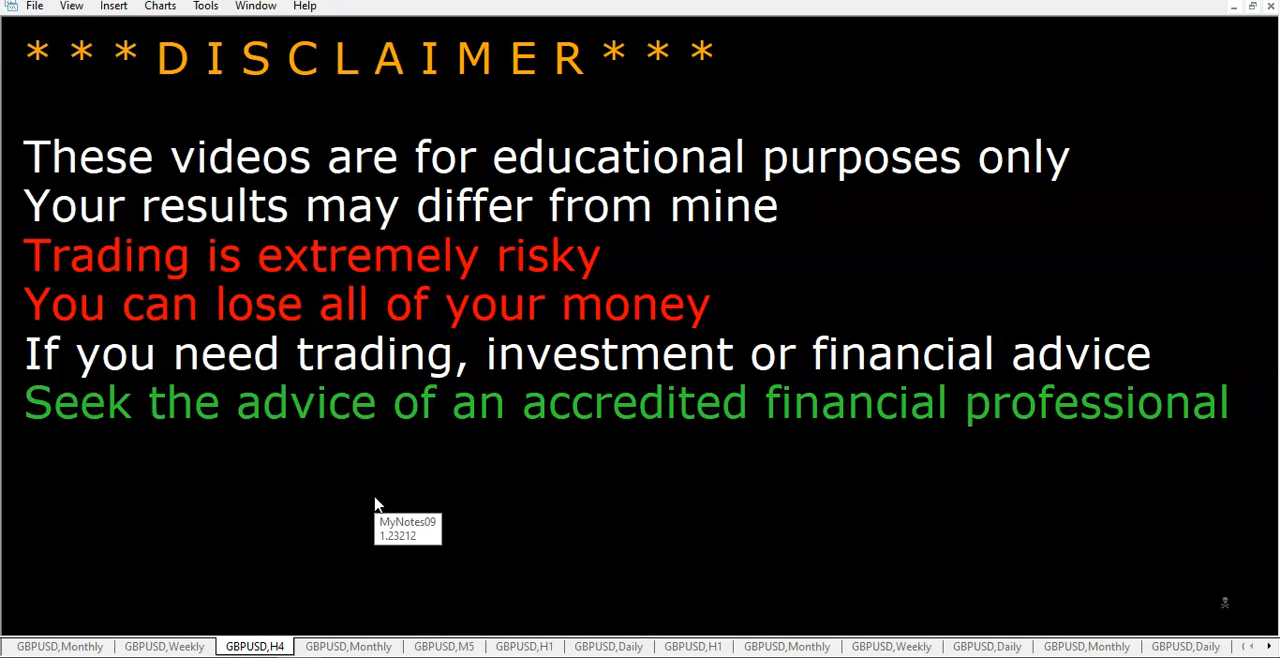 File View Insert Charts Tools Window Help
* * * D I S C L A I M E R * * *
These videos are for educational purposes only
Your results may differ from mine
Trading is extremely risky
You can lose all of your money
If you need trading, investment or financial advice
Seek the advice of an accredited financial professional
MyNotes09
1.23212
GBPUSD,Monthly GBPUSD,Weekly GBPUSD,H4 GBPUSD,Monthly GBPUSD,M5 GBPUSD,H1 GBPUSD,Daily GBPUSD,H1 GBPUSD,Monthly GBPUSD,Weekly GBPUSD,Daily GBPUSD,Monthly GBPUSD,Daily